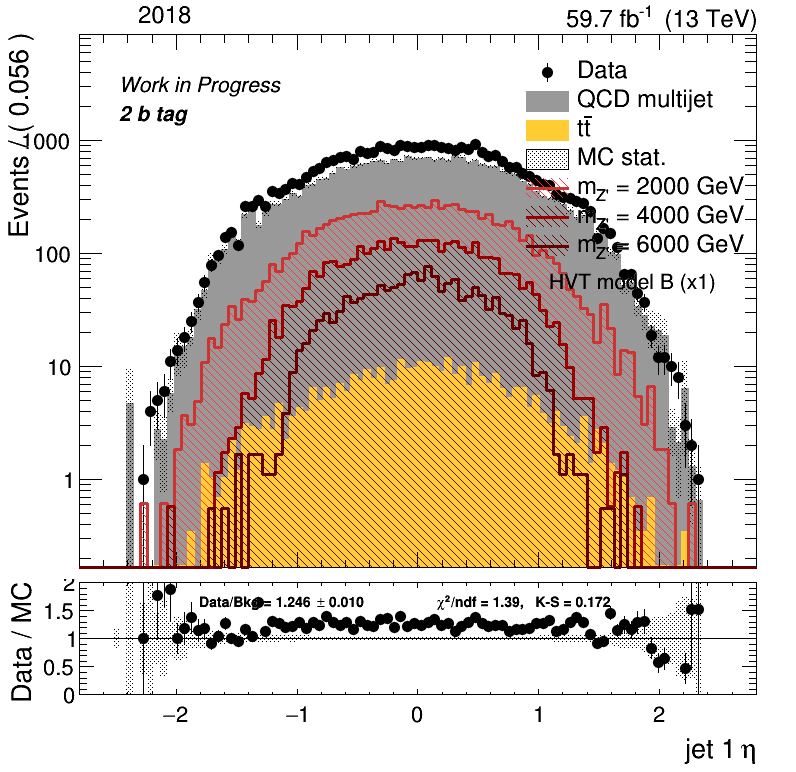 2018 59.7 fb⁻¹ (13 TeV)
Events / ( 0.056 )
Work in Progress
2 b tag
Data
QCD multijet
tt̄
MC stat.
m_Z' = 2000 GeV
m_Z' = 4000 GeV
m_Z' = 6000 GeV
HVT model B (x1)
1000
100
10
1
Data / MC
Data/Bkg = 1.246 ± 0.010 χ²/ndf = 1.39, K-S = 0.172
2
1.5
1
0.5
0
−2 −1 0 1 2
jet 1 η